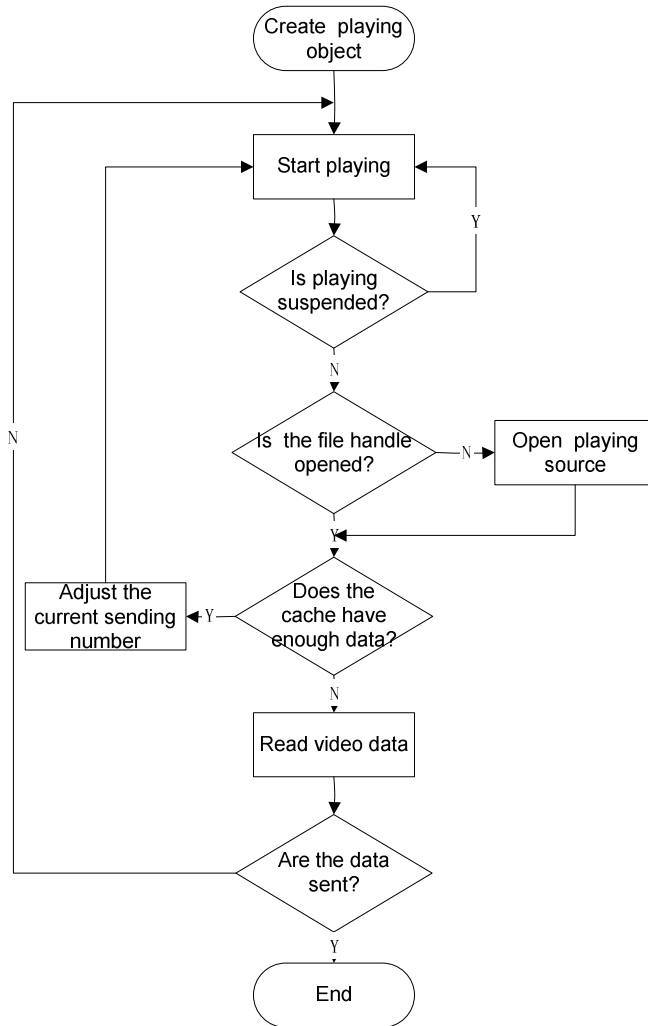 Create playing
object
Start playing
Y
Is playing
suspended?
N
N
Is the file handle
opened?
N
Open playing
source
Y
Does the
cache have
enough data?
Y
Adjust the
current sending
number
N
Read video data
Are the data
sent?
Y
End